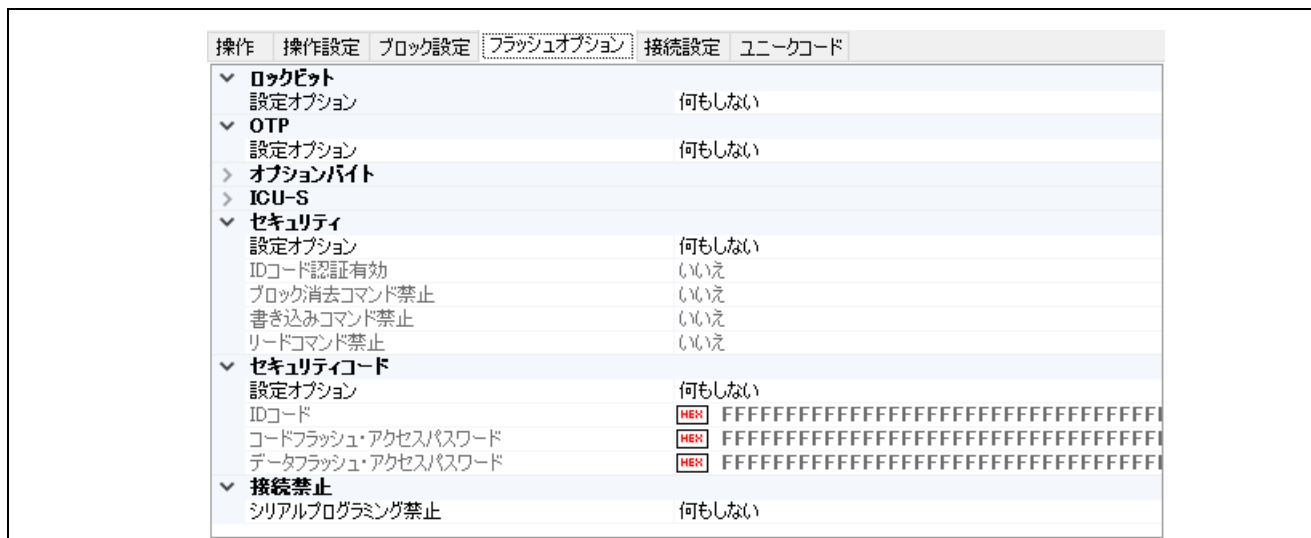 操作 操作設定 ブロック設定 フラッシュオプション 接続設定 ユニークコード
ロックビット
設定オプション 何もしない
OTP
設定オプション 何もしない
オプションバイト
ICU-S
セキュリティ
設定オプション 何もしない
IDコード認証有効 いいえ
ブロック消去コマンド禁止 いいえ
書き込みコマンド禁止 いいえ
リードコマンド禁止 いいえ
セキュリティコード
設定オプション 何もしない
IDコード HEX FFFFFFFFFFFFFFFFFFFFFFFFFFFFFFFFFFF
コードフラッシュ・アクセスパスワード HEX FFFFFFFFFFFFFFFFFFFFFFFFFFFFFFFFFFF
データフラッシュ・アクセスパスワード HEX FFFFFFFFFFFFFFFFFFFFFFFFFFFFFFFFFFF
接続禁止
シリアルプログラミング禁止 何もしない